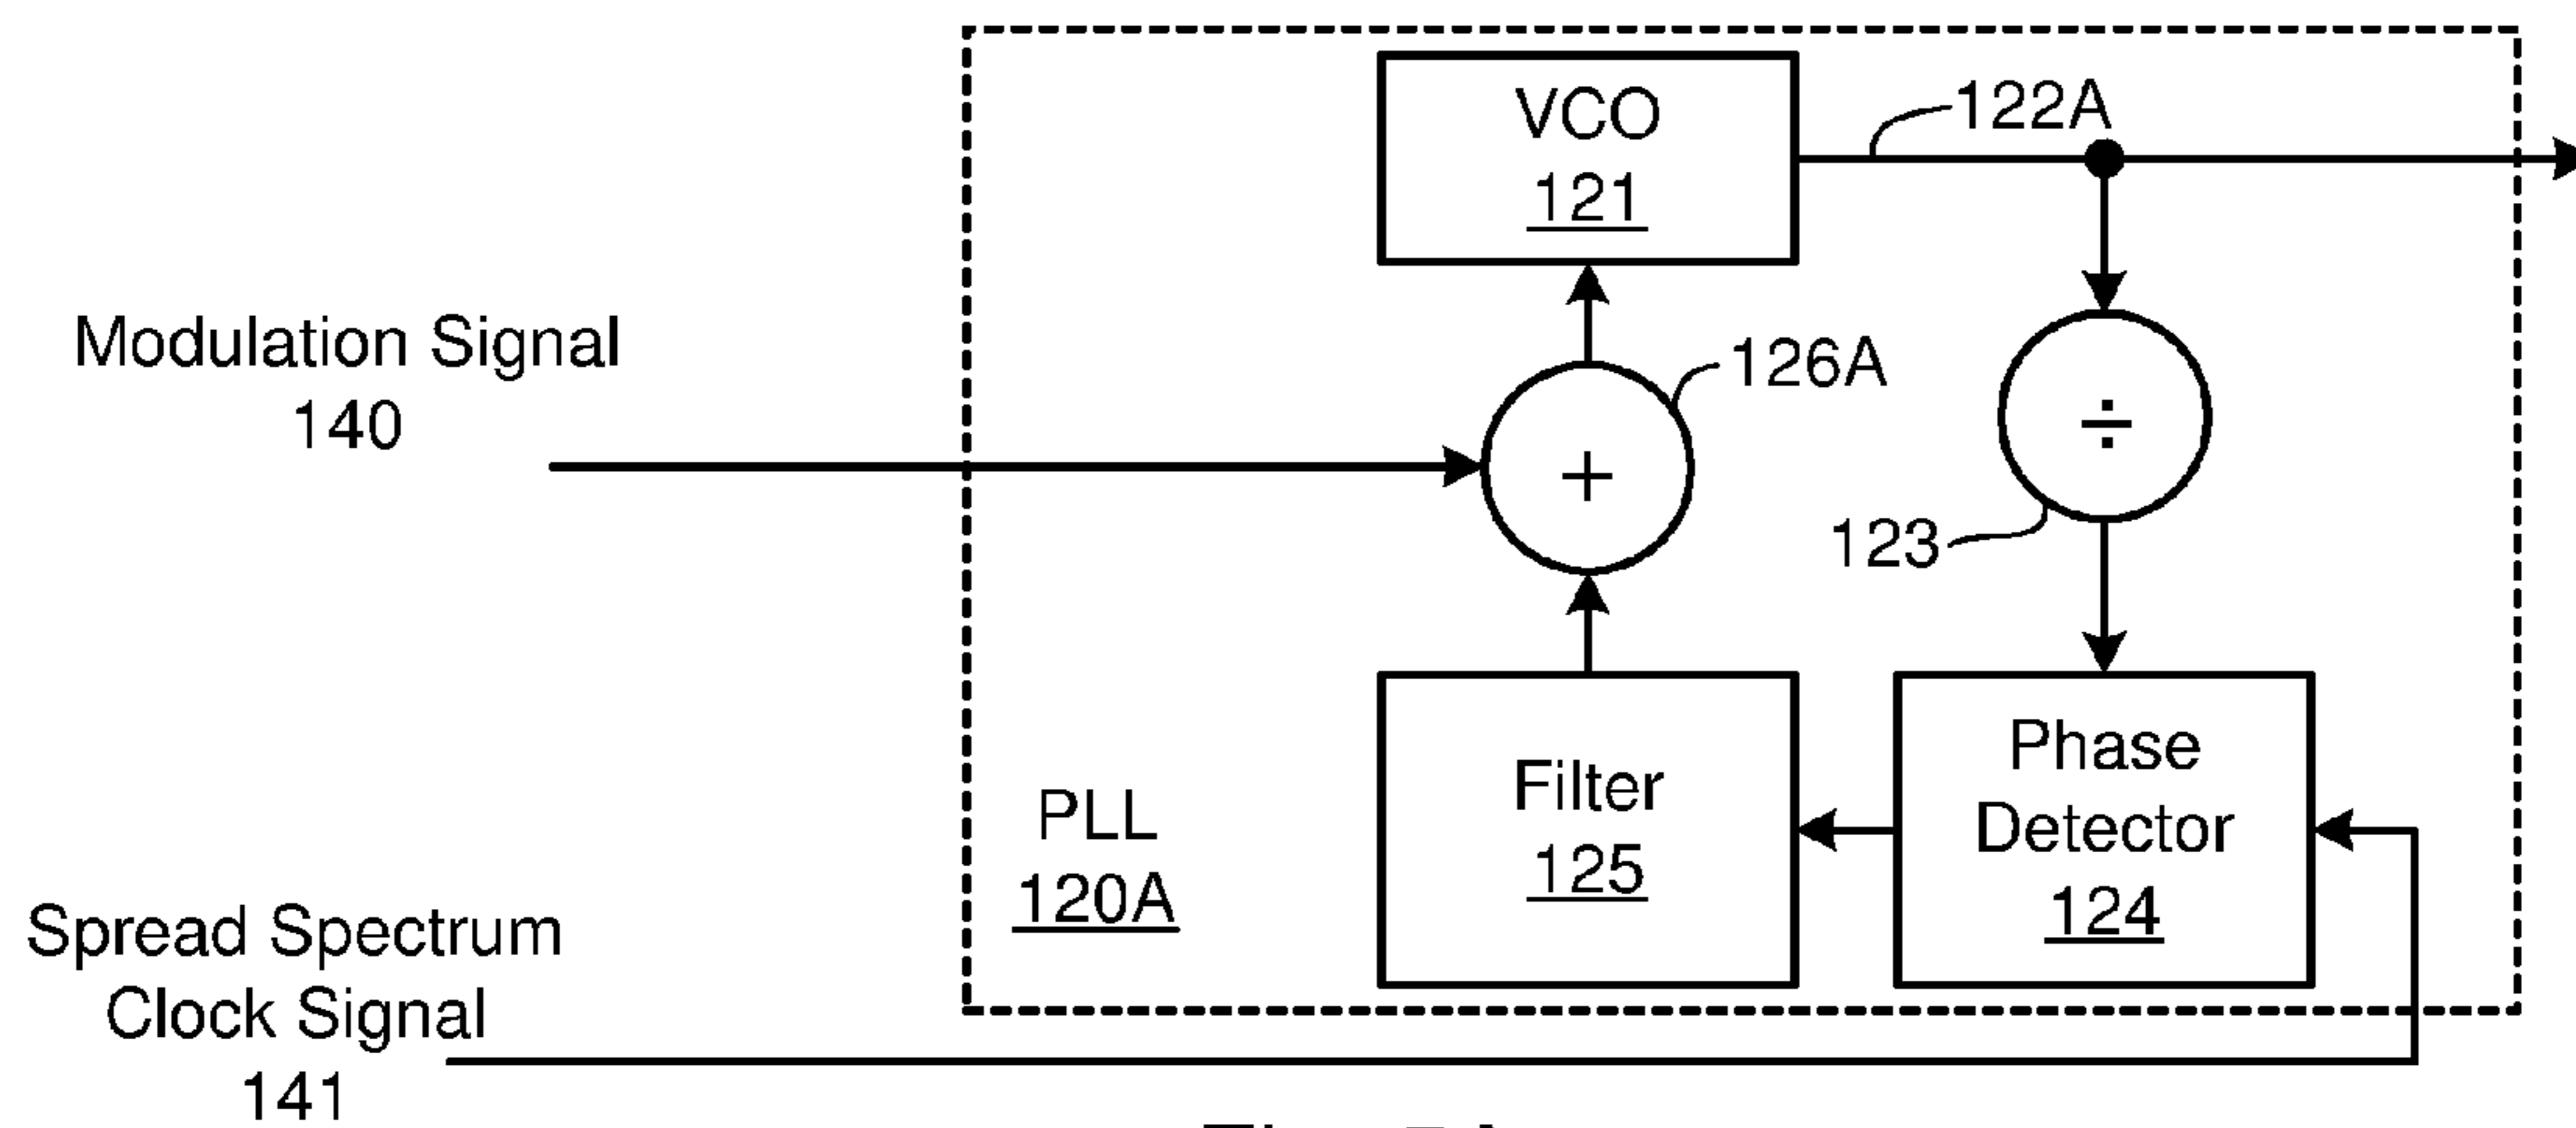 VCO
121
122A
Modulation Signal
140
126A
+
÷
123
PLL
120A
Filter
125
Phase
Detector
124
Spread Spectrum
Clock Signal
141